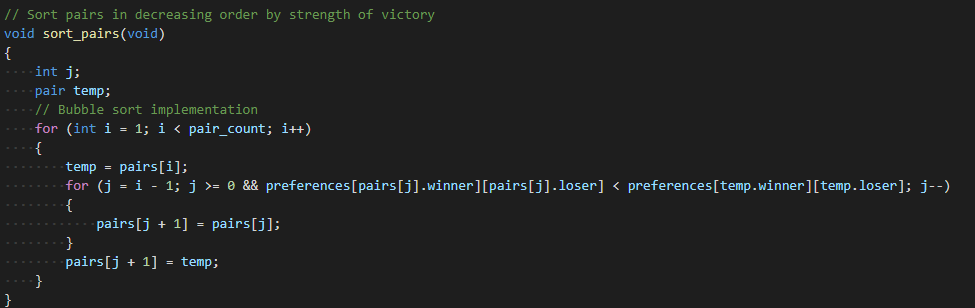 // Sort pairs in decreasing order by strength of victory
void sort_pairs(void)
{
    int j;
    pair temp;
    // Bubble sort implementation
    for (int i = 1; i < pair_count; i++)
    {
        temp = pairs[i];
        for (j = i - 1; j >= 0 && preferences[pairs[j].winner][pairs[j].loser] < preferences[temp.winner][temp.loser]; j--)
        {
            pairs[j + 1] = pairs[j];
        }
        pairs[j + 1] = temp;
    }
}